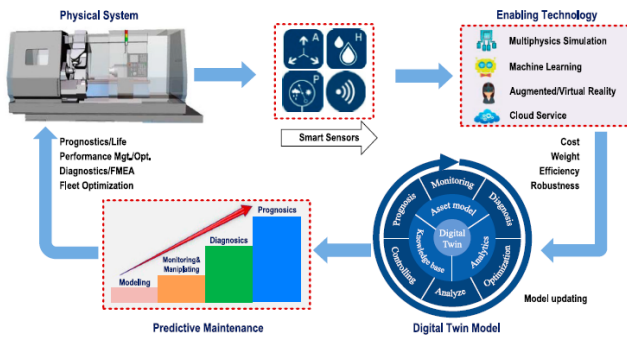 Physical System
Enabling Technology
A
H
P
Multiphysics Simulation
Machine Learning
Augmented/Virtual Reality
Cloud Service
Smart Sensors
Prognostics/Life
Performance Mgt./Opt.
Diagnostics/FMEA
Fleet Optimization
Cost
Weight
Efficiency
Robustness
Prognosics
Diagnostics
Monitoring&
Maniplating
Modeling
Monitoring
Diagnosis
Optimization
Analyze
Controlling
Prognosis
Asset model
Analytics
Knowledge base
Digital
Twin
Model updating
Predictive Maintenance
Digital Twin Model